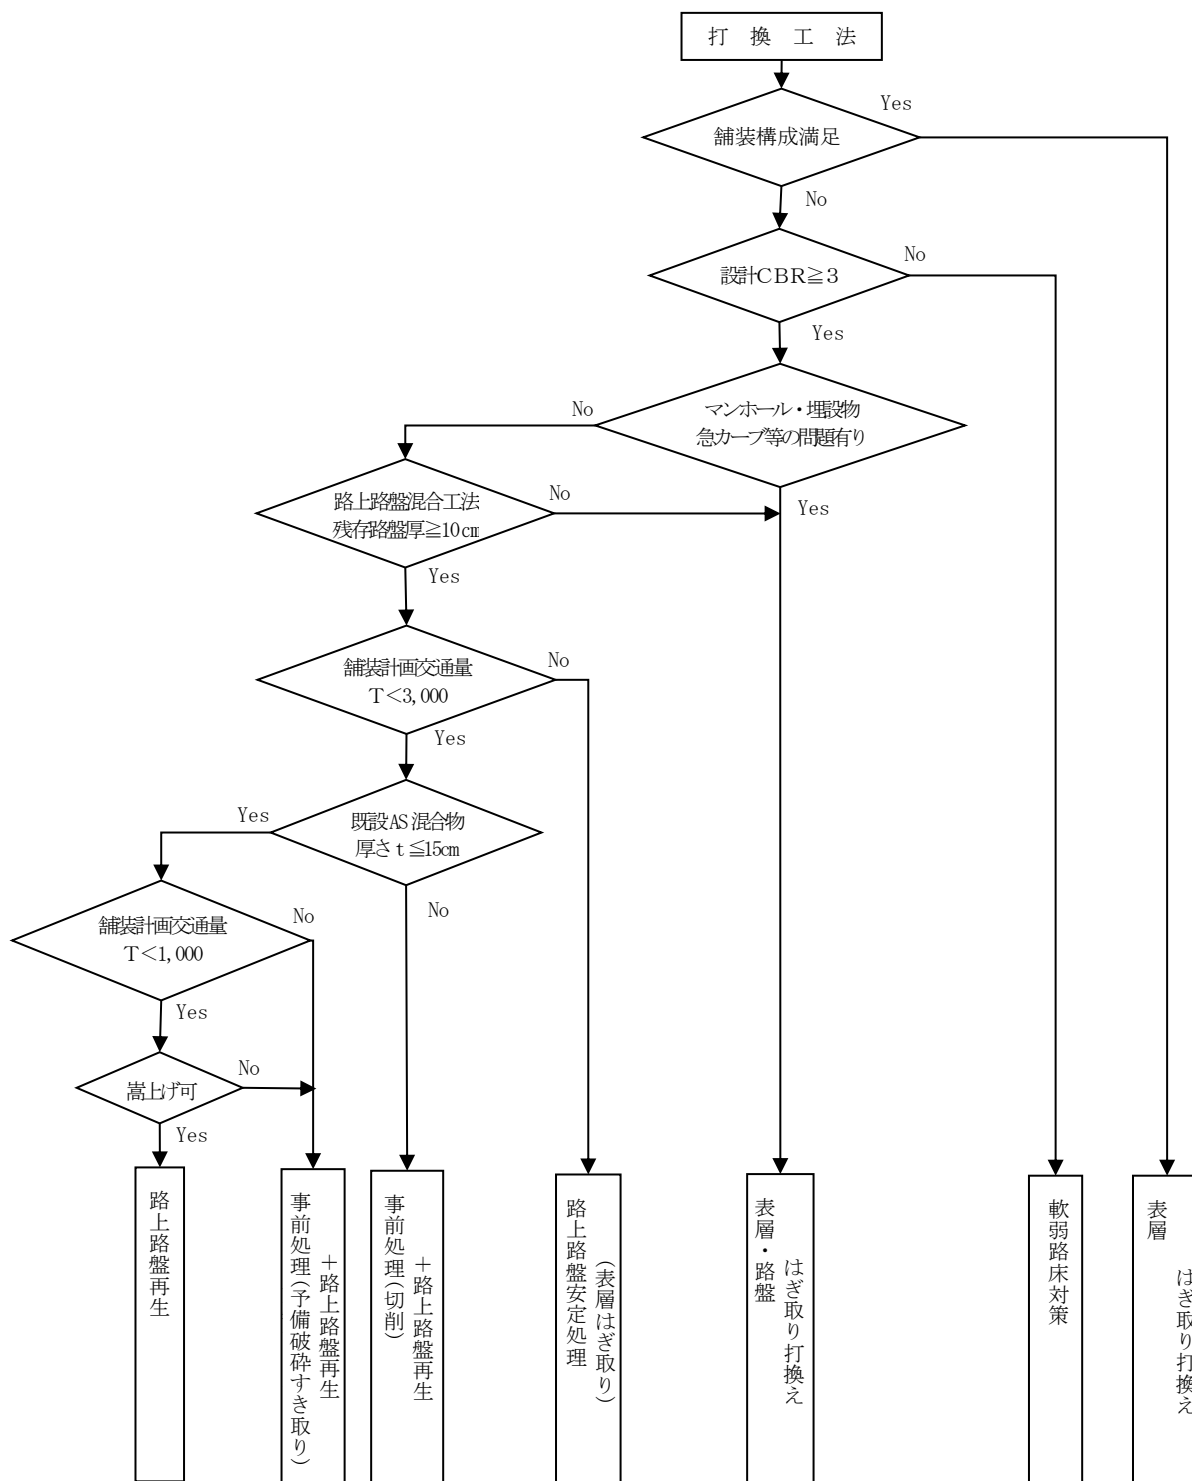 打 換 工 法
Yes
舗装構成満足
No
設計CBR≧3
No
Yes
マンホール・埋設物
急カーブ等の問題有り
No
Yes
路上路盤混合工法
残存路盤厚≧10cm
No
Yes
舗装計画交通量
T<3,000
No
Yes
既設AS混合物
厚さt≦15cm
Yes
No
舗装計画交通量
T<1,000
No
Yes
嵩上げ可
No
Yes
路上路盤再生
事前処理(予備破砕すき取り)
+路上路盤再生
事前処理(切削)
+路上路盤再生
路上路盤安定処理
(表層はぎ取り)
表層・路盤
はぎ取り打換え
軟弱路床対策
表層
はぎ取り打換え